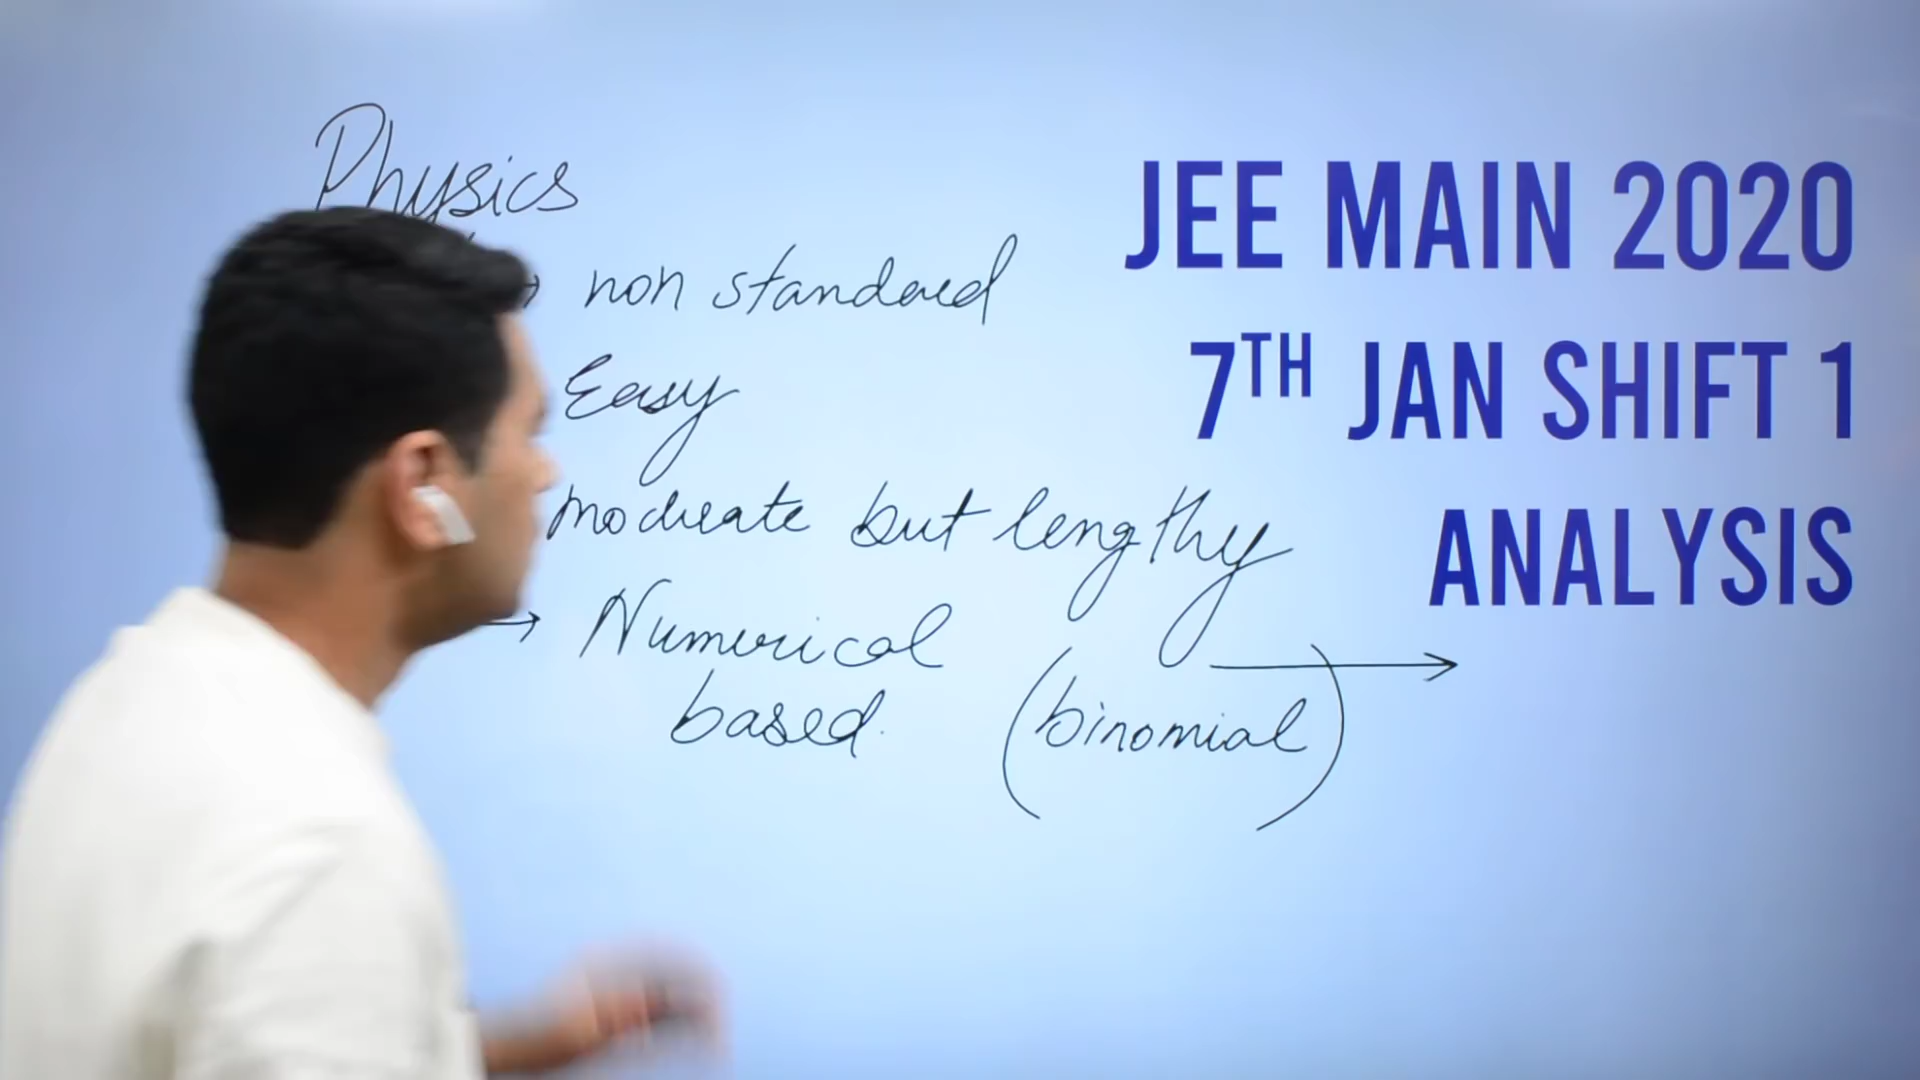 Physics
→ non standard
Easy
moderate but lengthy
→ Numerical
based (binomial) →
JEE MAIN 2020
7TH JAN SHIFT 1
ANALYSIS